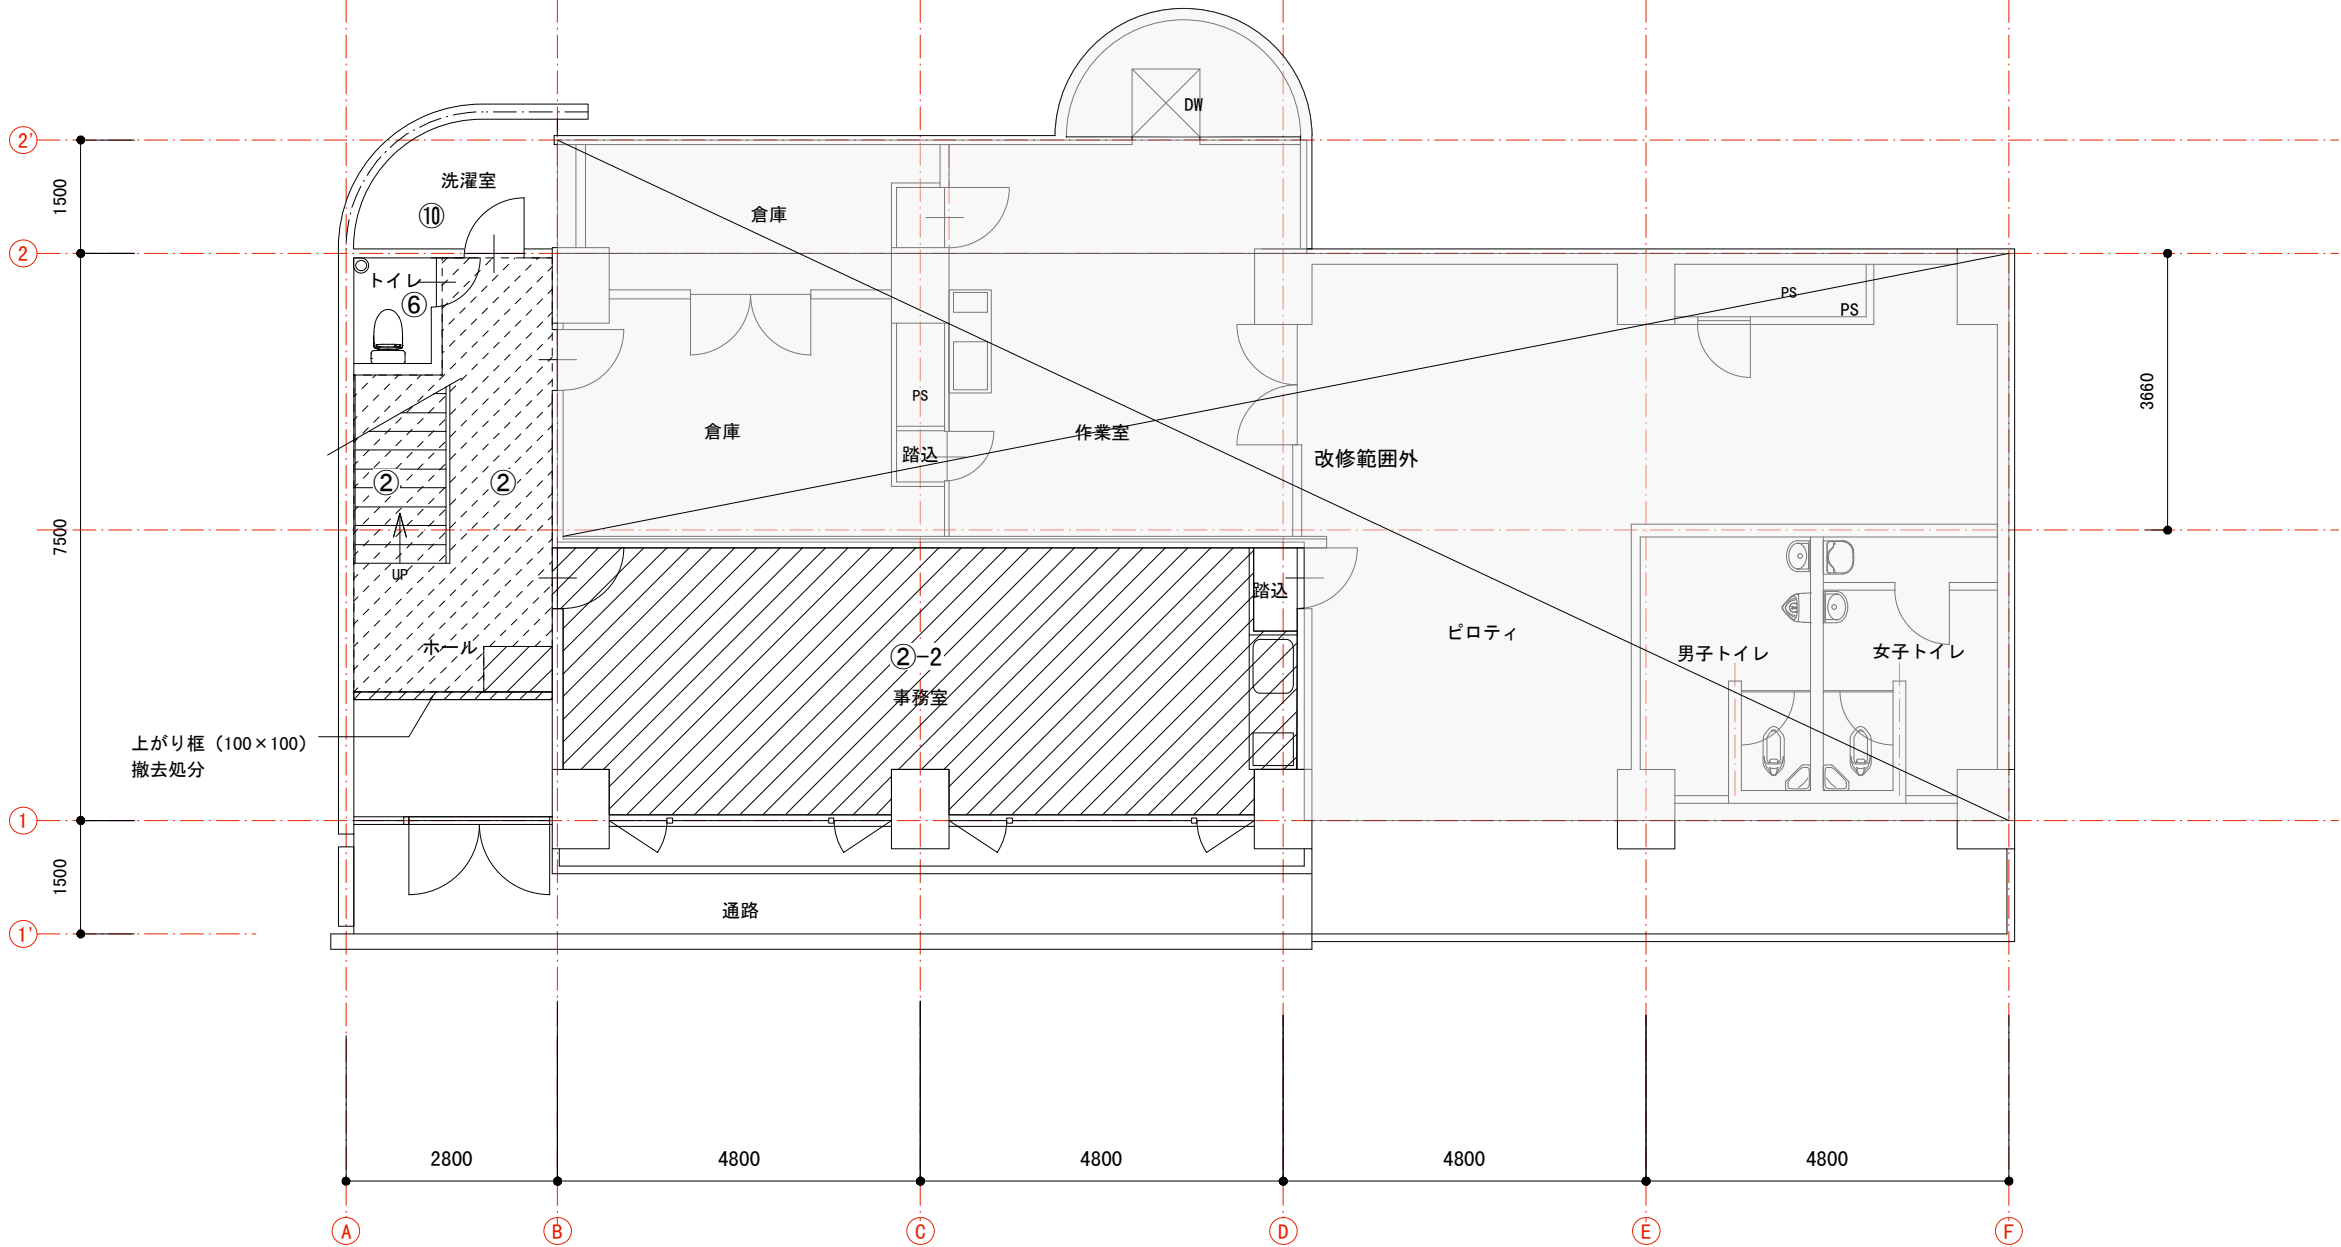 DW
2'
1500
洗濯室
⑩
倉庫
2
トイレ
⑥
PS
PS
3660
PS
倉庫
踏込
作業室
改修範囲外
②
②
7500
UP
踏込
ホール
②-2
事務室
ピロティ
男子トイレ
女子トイレ
上がり框（100×100）
撤去処分
1
1500
通路
1'
2800
4800
4800
4800
4800
A
B
C
D
E
F